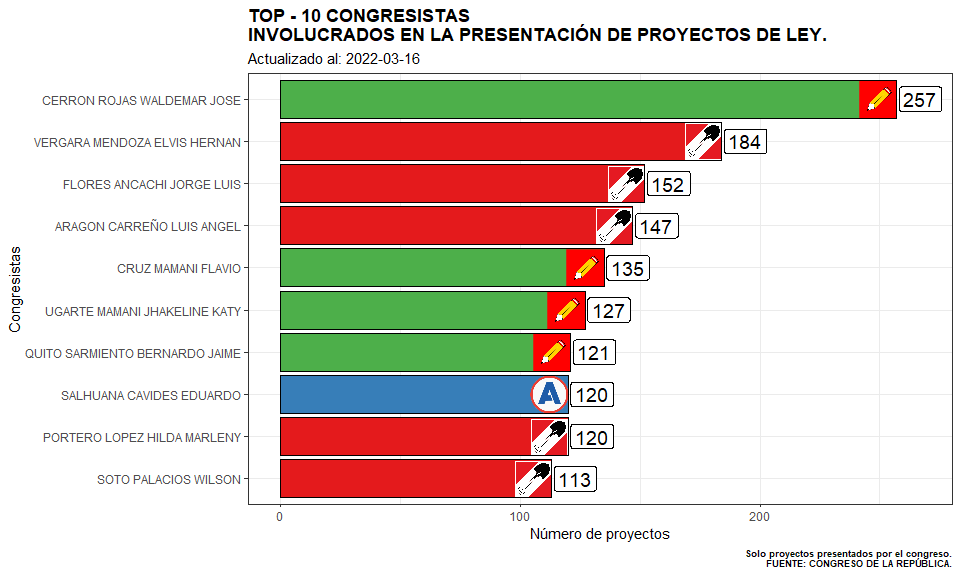 TOP - 10 CONGRESISTAS
INVOLUCRADOS EN LA PRESENTACIÓN DE PROYECTOS DE LEY.
Actualizado al: 2022-03-16
Congresistas
CERRON ROJAS WALDEMAR JOSE 257
VERGARA MENDOZA ELVIS HERNAN 184
FLORES ANCACHI JORGE LUIS 152
ARAGON CARREÑO LUIS ANGEL 147
CRUZ MAMANI FLAVIO 135
UGARTE MAMANI JHAKELINE KATY 127
QUITO SARMIENTO BERNARDO JAIME 121
SALHUANA CAVIDES EDUARDO A 120
PORTERO LOPEZ HILDA MARLENY 120
SOTO PALACIOS WILSON 113
0 100 200
Número de proyectos
Solo proyectos presentados por el congreso.
FUENTE: CONGRESO DE LA REPÚBLICA.